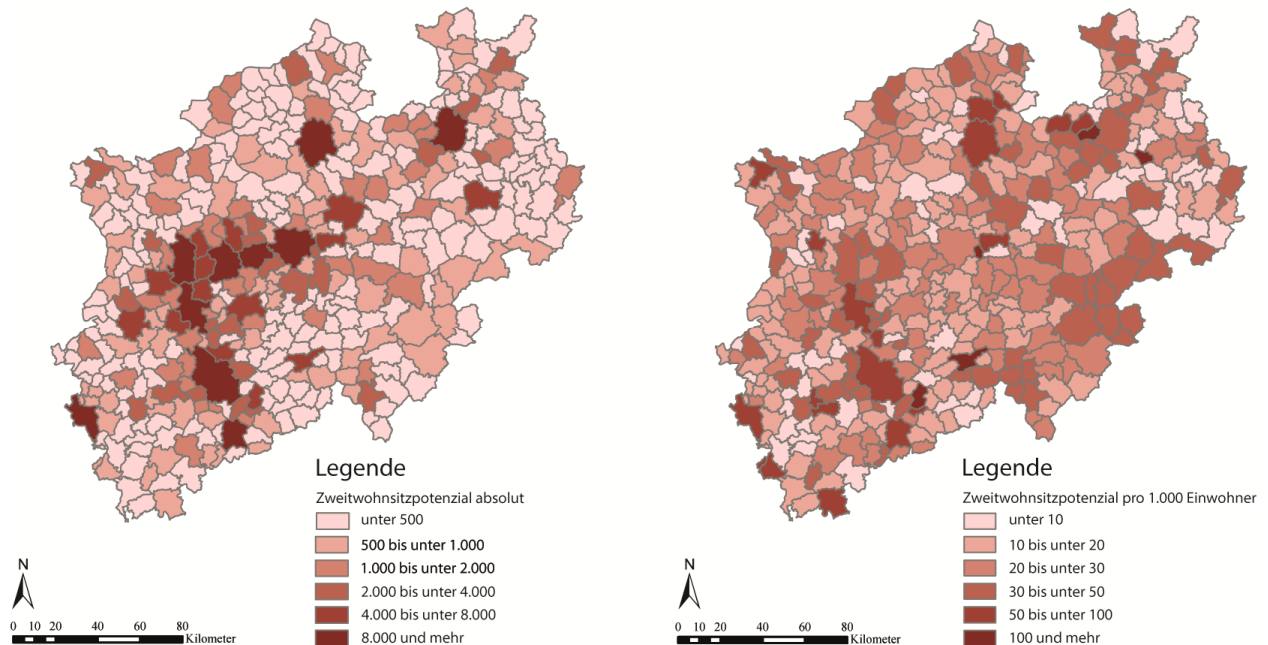 Legende
Zweitwohnsitzpotenzial absolut
unter 500
500 bis unter 1.000
1.000 bis unter 2.000
2.000 bis unter 4.000
4.000 bis unter 8.000
8.000 und mehr
N
0 10 20 40 60 80
Kilometer
Legende
Zweitwohnsitzpotenzial pro 1.000 Einwohner
unter 10
10 bis unter 20
20 bis unter 30
30 bis unter 50
50 bis unter 100
100 und mehr
N
0 10 20 40 60 80
Kilometer